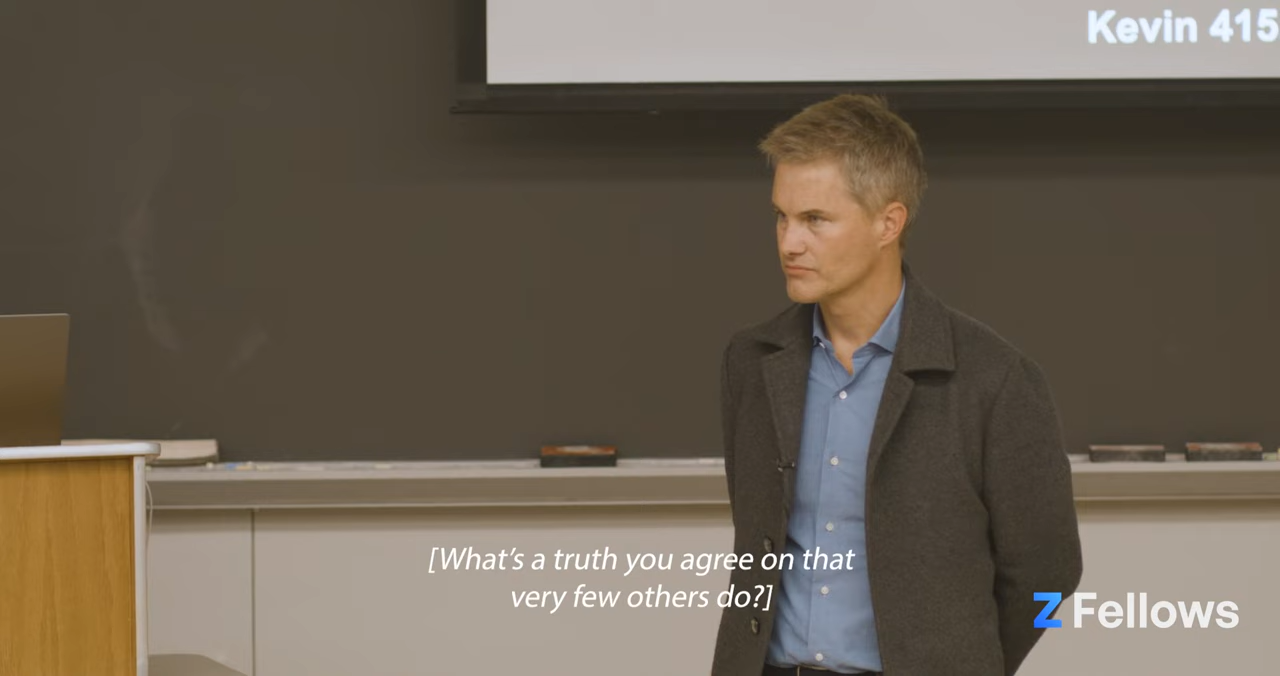 Kevin 415
[What's a truth you agree on that
very few others do?]
Z Fellows